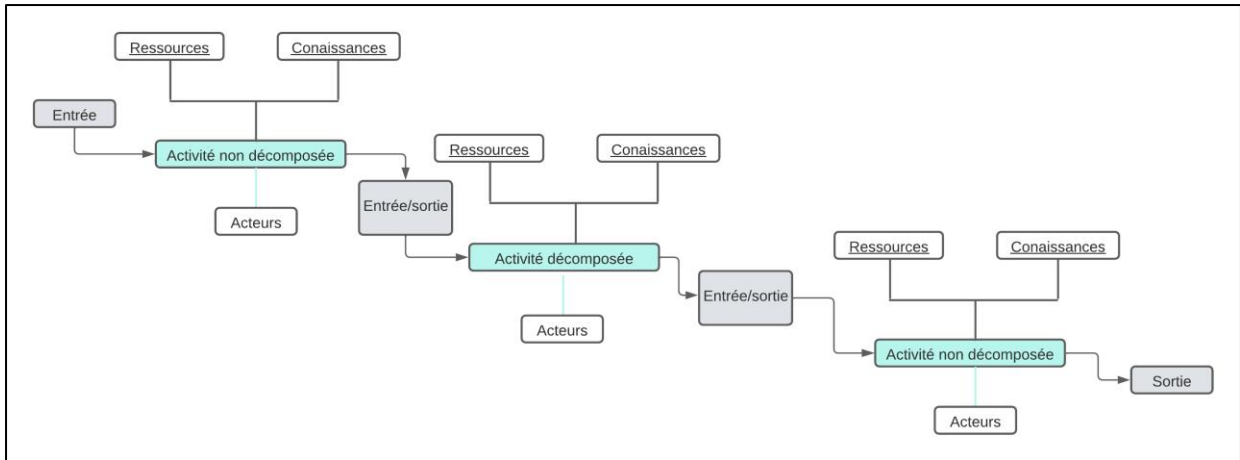 Ressources
Conaissances
Entrée
Activité non décomposée
Acteurs
Entrée/sortie
Ressources
Conaissances
Activité décomposée
Acteurs
Entrée/sortie
Ressources
Conaissances
Activité non décomposée
Acteurs
Sortie